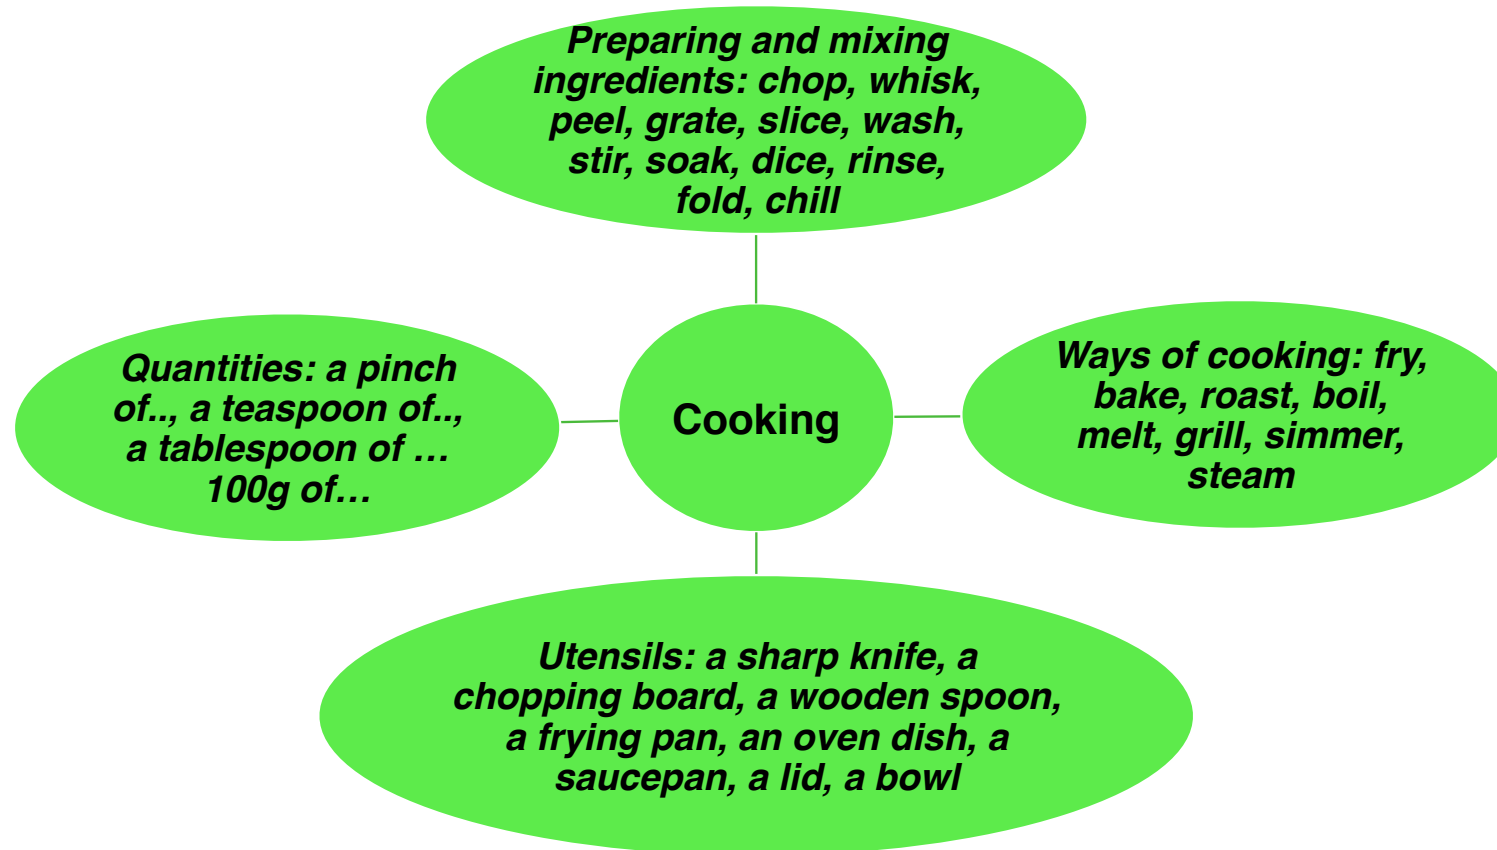 Preparing and mixing
ingredients: chop, whisk,
peel, grate, slice, wash,
stir, soak, dice, rinse,
fold, chill
Quantities: a pinch
of.., a teaspoon of..,
a tablespoon of …
100g of…
Cooking
Ways of cooking: fry,
bake, roast, boil,
melt, grill, simmer,
steam
Utensils: a sharp knife, a
chopping board, a wooden spoon,
a frying pan, an oven dish, a
saucepan, a lid, a bowl